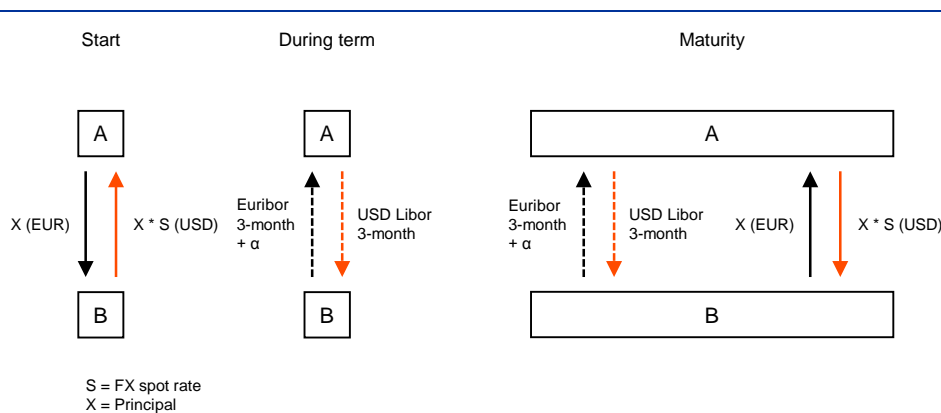 Start
During term
Maturity
A
A
A
X (EUR)
X * S (USD)
Euribor
3-month
+ α
USD Libor
3-month
Euribor
3-month
+ α
USD Libor
3-month
X (EUR)
X * S (USD)
B
B
B
S = FX spot rate
X = Principal